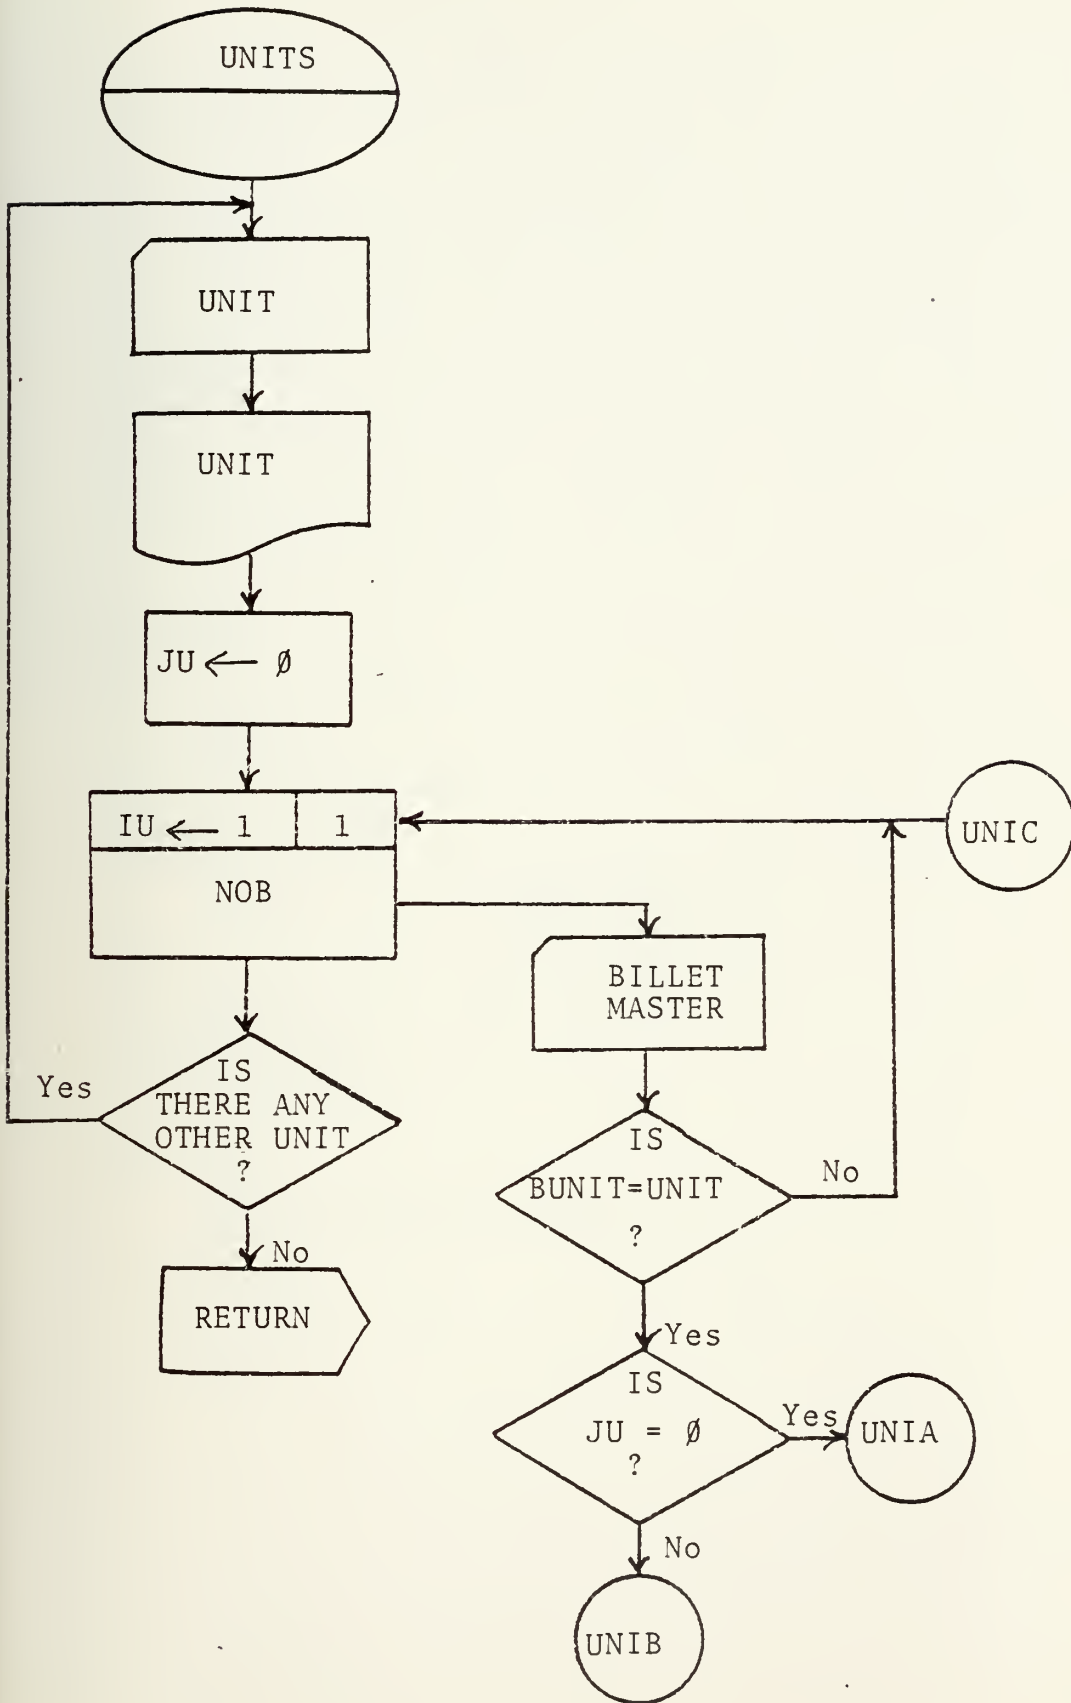 UNITS
UNIT
UNIT
JU ← Ø
IU ← 1 1
NOB
UNIC
BILLET
MASTER
IS
THERE ANY
OTHER UNIT
?
Yes
No
RETURN
IS
BUNIT=UNIT
?
No
Yes
IS
JU = Ø
?
Yes
UNIA
No
UNIB